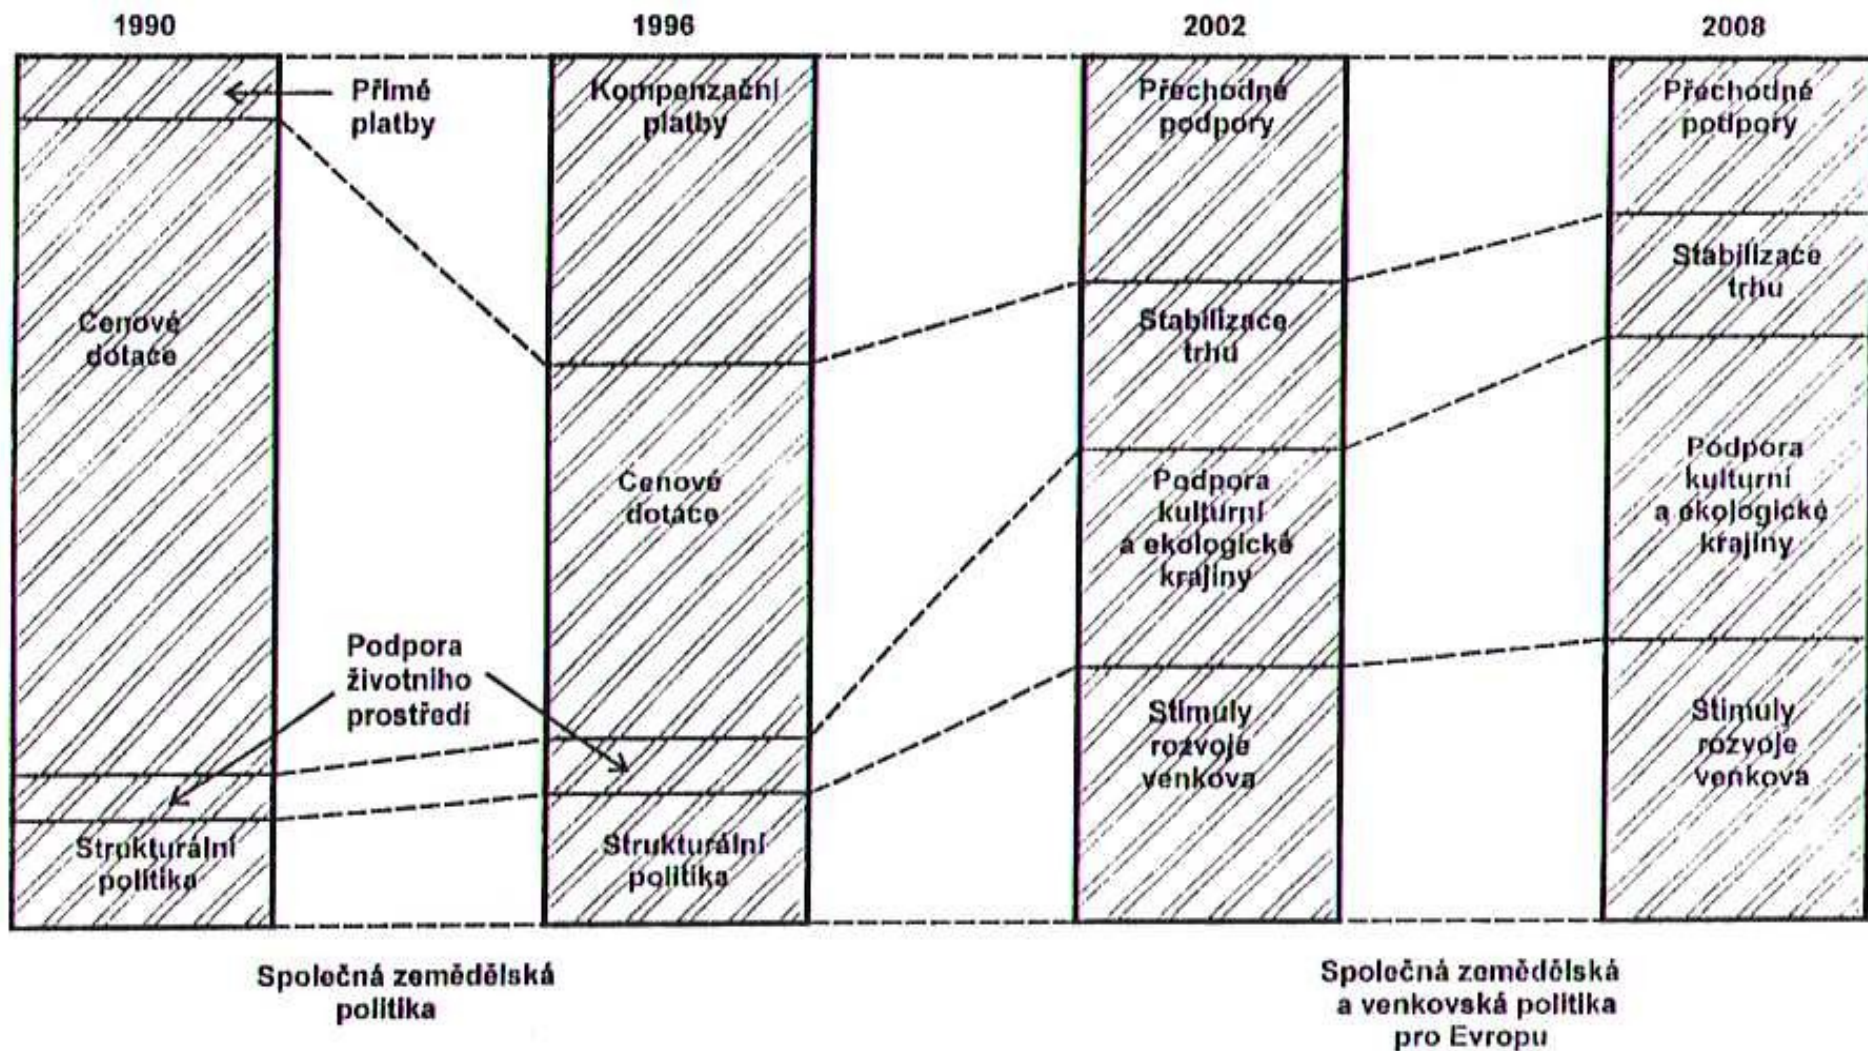 1990
1996
2002
2008
Přímé
platby
Cenové
dotace
Podpora
životního
prostředí
Strukturální
politika
Kompenzační
platby
Cenové
dotace
Strukturální
politika
Přechodné
podpory
Stabilizace
trhu
Podpora
kulturní
a ekologické
krajiny
Stimuly
rozvoje
venkova
Přechodné
podpory
Stabilizace
trhu
Podpora
kulturní
a ekologické
krajiny
Stimuly
rozvoje
venkova
Společná zemědělská
politika
Společná zemědělská
a venkovská politika
pro Evropu